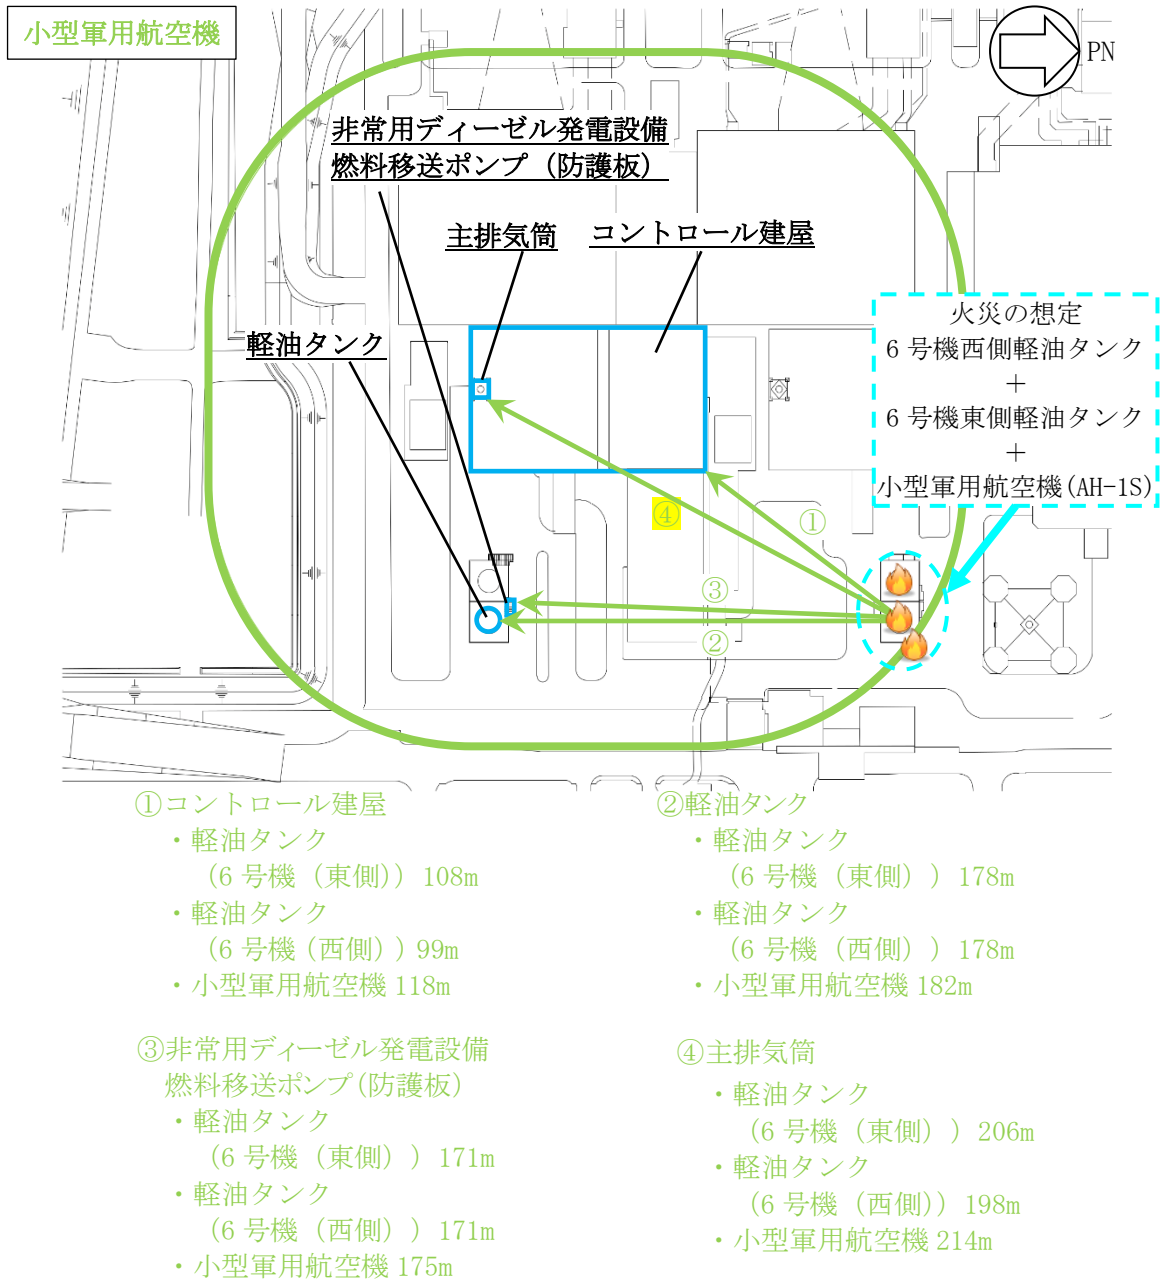 小型軍用航空機
PN
非常用ディーゼル発電設備
燃料移送ポンプ（防護板）
主排気筒
コントロール建屋
軽油タンク
火災の想定
6号機西側軽油タンク
+
6号機東側軽油タンク
+
小型軍用航空機(AH-1S)
④
①
③
②
①コントロール建屋
・軽油タンク
（6号機（東側））108m
・軽油タンク
（6号機（西側））99m
・小型軍用航空機 118m
②軽油タンク
・軽油タンク
（6号機（東側））178m
・軽油タンク
（6号機（西側））178m
・小型軍用航空機 182m
③非常用ディーゼル発電設備
燃料移送ポンプ(防護板)
・軽油タンク
（6号機（東側））171m
・軽油タンク
（6号機（西側））171m
・小型軍用航空機 175m
④主排気筒
・軽油タンク
（6号機（東側））206m
・軽油タンク
（6号機（西側））198m
・小型軍用航空機 214m